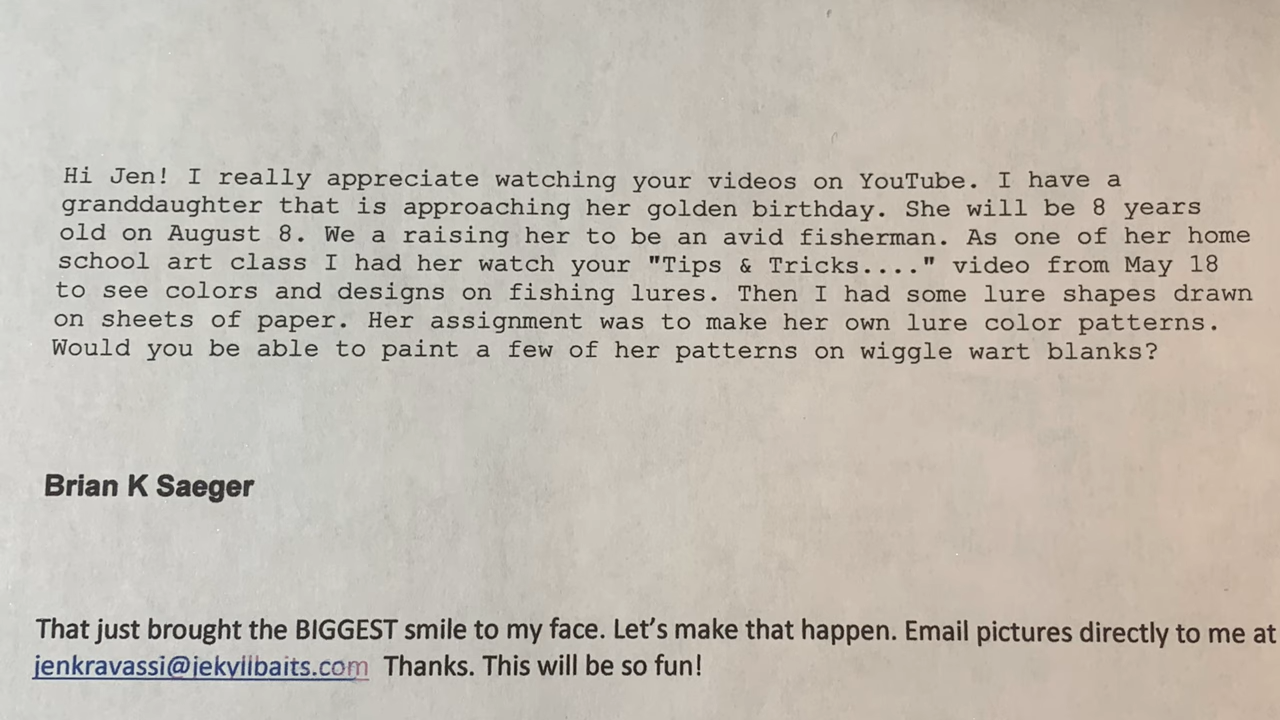 Hi Jen! I really appreciate watching your videos on YouTube. I have a
granddaughter that is approaching her golden birthday. She will be 8 years
old on August 8. We a raising her to be an avid fisherman. As one of her home
school art class I had her watch your "Tips & Tricks...." video from May 18
to see colors and designs on fishing lures. Then I had some lure shapes drawn
on sheets of paper. Her assignment was to make her own lure color patterns.
Would you be able to paint a few of her patterns on wiggle wart blanks?
Brian K Saeger
That just brought the BIGGEST smile to my face. Let's make that happen. Email pictures directly to me at
jenkravassi@jekyllbaits.com Thanks. This will be so fun!